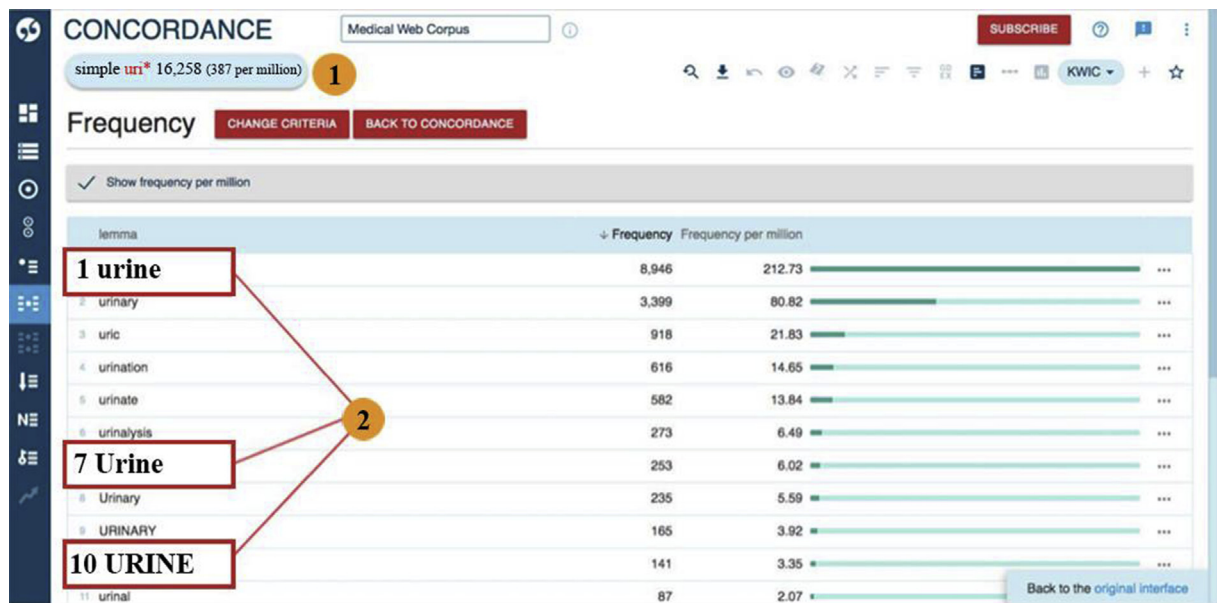 CONCORDANCE Medical Web Corpus SUBSCRIBE
simple uri* 16,258 (387 per million) 1 KWIC
Frequency CHANGE CRITERIA BACK TO CONCORDANCE
Show frequency per million
lemma Frequency Frequency per million
1 urine 8,946 212.73
2 urinary 3,399 80.82
3 uric 918 21.83
4 urination 616 14.65
5 urinate 582 13.84
2
6 urinalysis 273 6.49
7 Urine 253 6.02
8 Urinary 235 5.59
9 URINARY 165 3.92
10 URINE 141 3.35
11 urinal 87 2.07
Back to the original interface